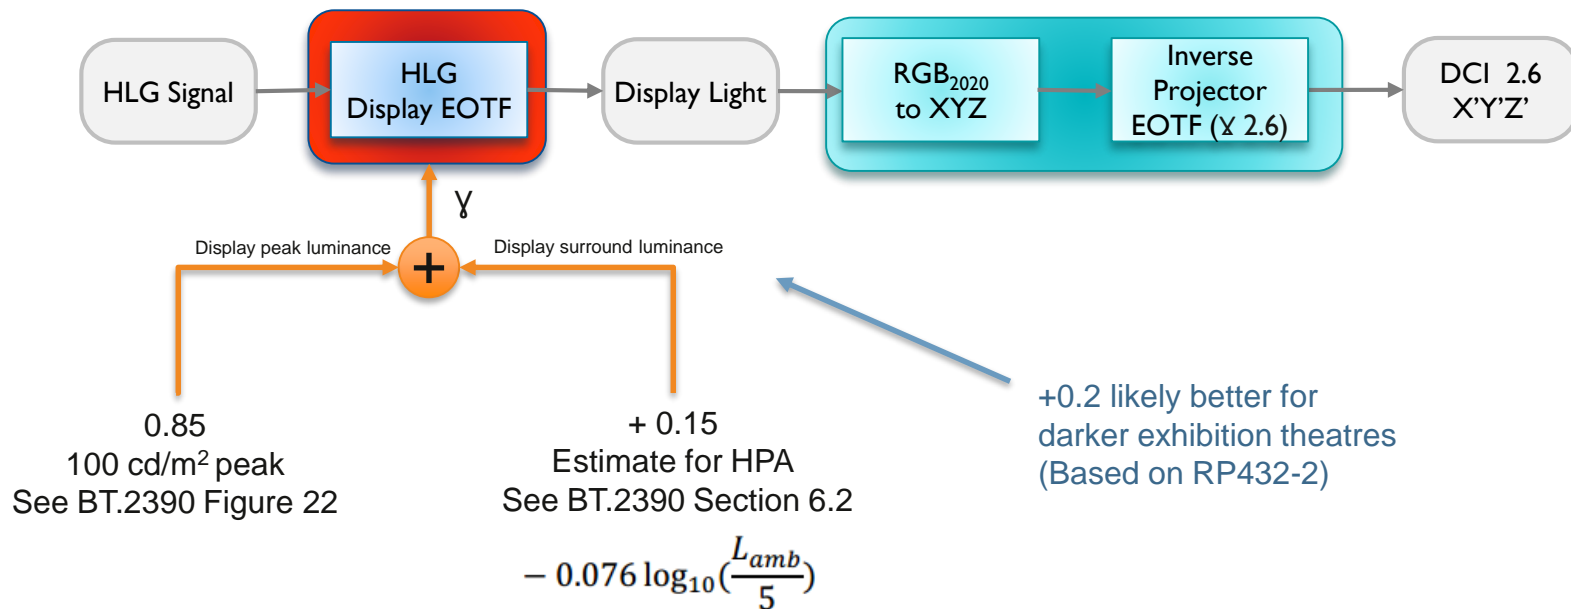 HLG Signal
HLG
Display EOTF
Display Light
RGB₂₀₂₀
to XYZ
Inverse
Projector
EOTF (Ɣ 2.6)
DCI 2.6
X'Y'Z'
Ɣ
Display peak luminance
+
Display surround luminance
0.85
100 cd/m² peak
See BT.2390 Figure 22
+ 0.15
Estimate for HPA
See BT.2390 Section 6.2
− 0.076 log₁₀(L_amb/5)
+0.2 likely better for
darker exhibition theatres
(Based on RP432-2)